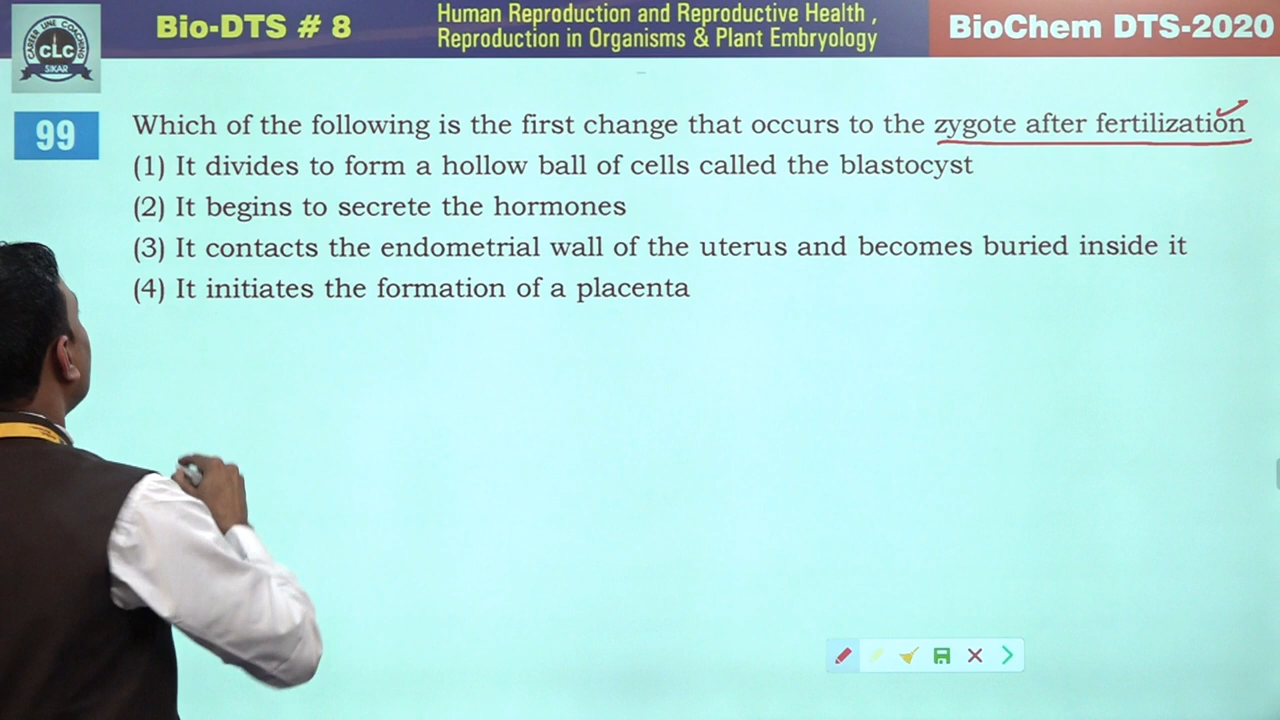 Bio-DTS # 8
Human Reproduction and Reproductive Health ,
Reproduction in Organisms & Plant Embryology
BioChem DTS-2020
CAREER LINE COACHING
CLC
SIKAR
99
Which of the following is the first change that occurs to the zygote after fertilization
(1) It divides to form a hollow ball of cells called the blastocyst
(2) It begins to secrete the hormones
(3) It contacts the endometrial wall of the uterus and becomes buried inside it
(4) It initiates the formation of a placenta